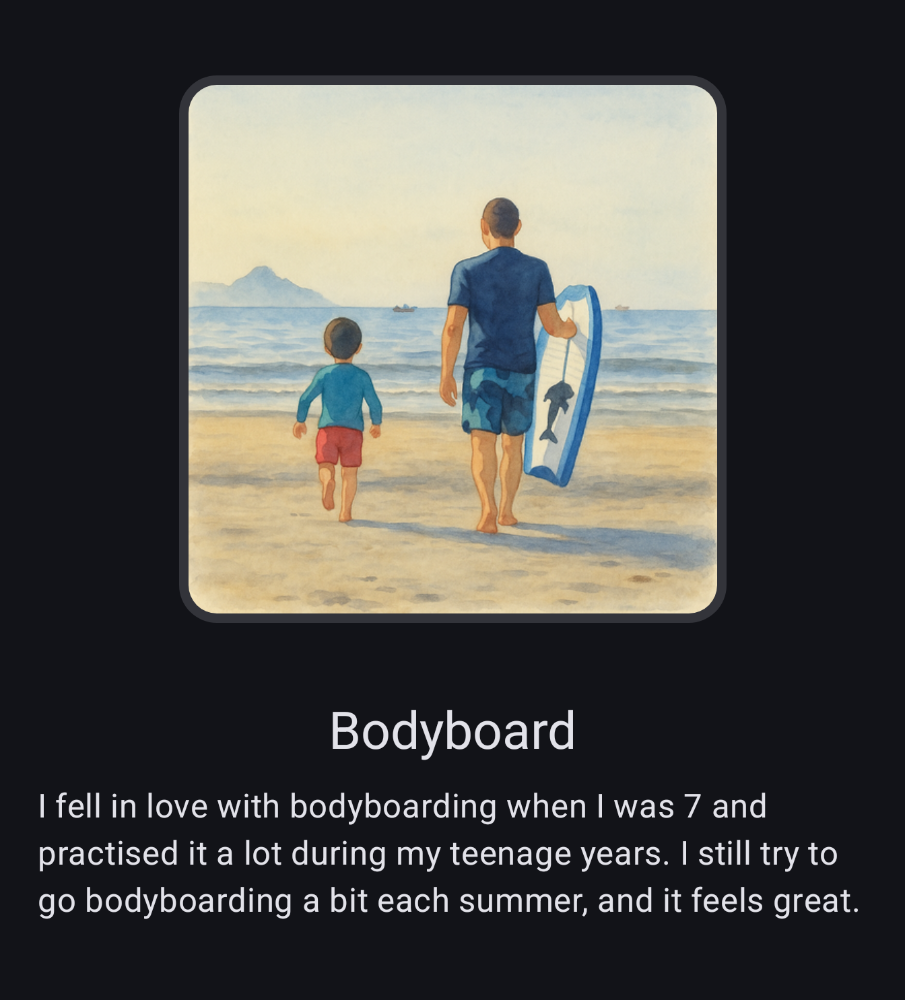 Bodyboard
I fell in love with bodyboarding when I was 7 and
practised it a lot during my teenage years. I still try to
go bodyboarding a bit each summer, and it feels great.